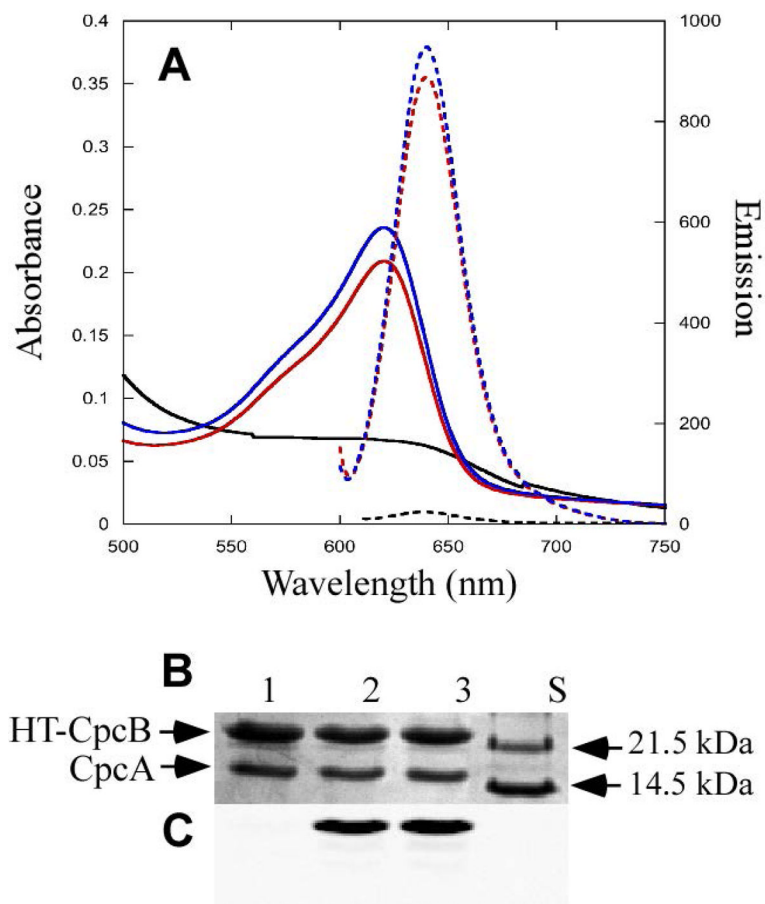 A
0.4
0.35
0.3
0.25
0.2
0.15
0.1
0.05
0
Absorbance
1000
800
600
400
200
0
Emission
500 550 600 650 700 750
Wavelength (nm)
B
1 2 3 S
HT-CpcB
CpcA
21.5 kDa
14.5 kDa
C